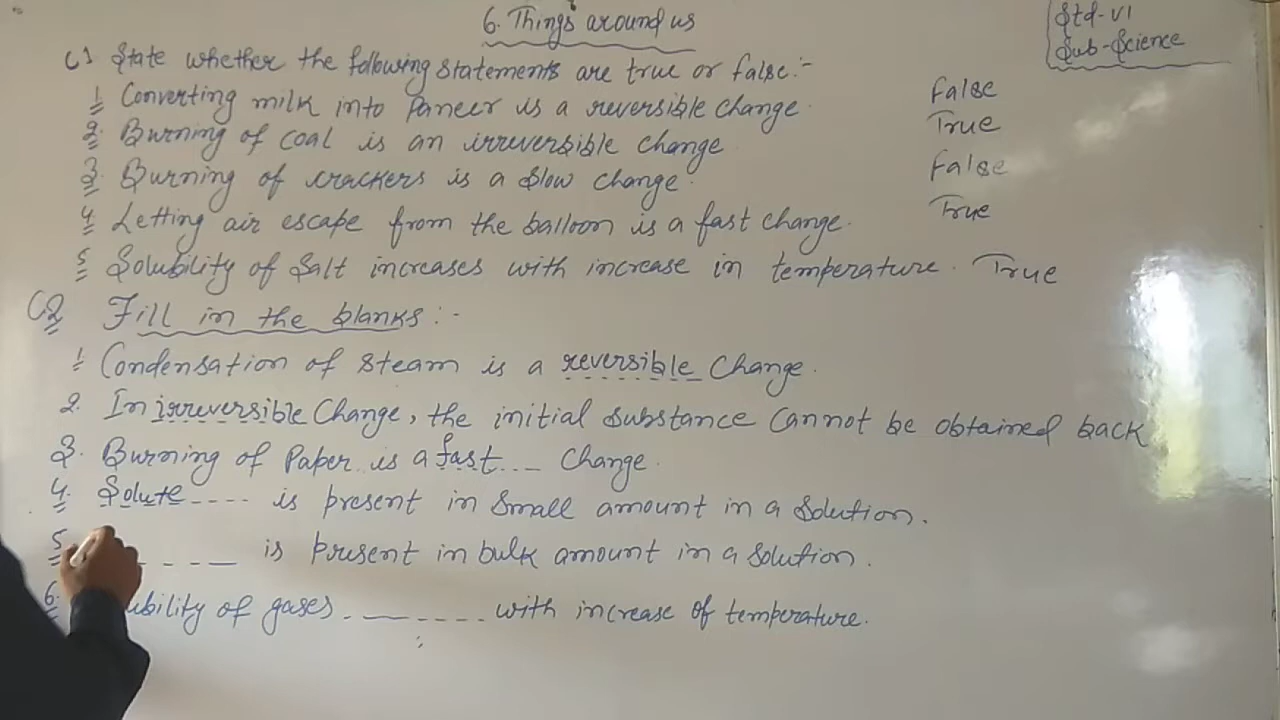 6. Things around us
Std-VI
Sub-Science
C1 State whether the following statements are true or false:-
1 Converting milk into Paneer is a reversible change. False
2. Burning of coal is an irreversible change True
3. Burning of crackers is a slow change. False
4 Letting air escape from the balloon is a fast change. True
5 Solubility of Salt increases with increase in temperature. True
C2 Fill in the blanks:-
1 Condensation of steam is a reversible Change.
2. In irreversible Change, the initial substance cannot be obtained back
3. Burning of Paper is a fast... Change.
4. Solute---- is present in small amount in a solution.
5. ---- is present in bulk amount in a solution.
6. ubility of gases ------ with increase of temperature.